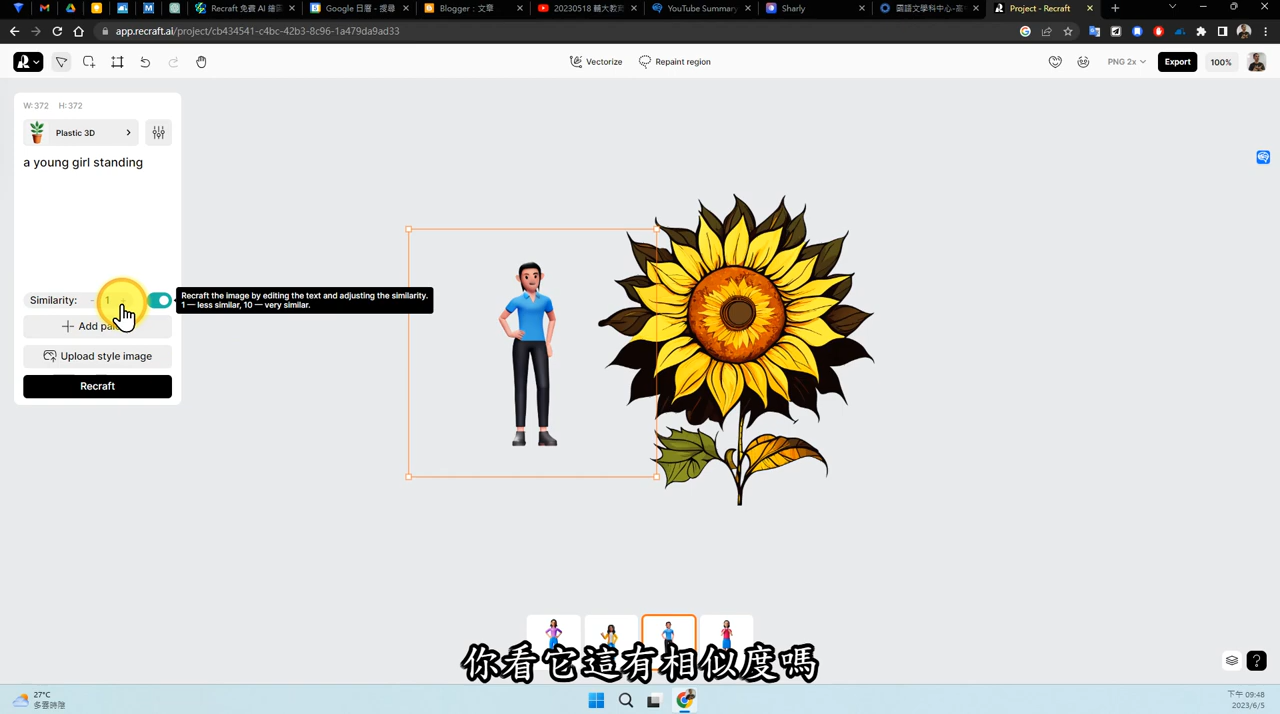 Recraft 免費 AI 繪區
Google 日曆 - 搜尋
Blogger：文章
20230518 輔大教政
YouTube Summary
Sharly
靄語文學科中心-高
Project - Recraft
app.recraft.ai/project/cb434541-c4bc-42b3-8c96-1a479da9ad33
Vectorize
Repaint region
PNG 2x
Export
100%
W: 372 H: 372
Plastic 3D
a young girl standing
Similarity: - 1
Recraft the image by editing the text and adjusting the similarity.
1 — less similar, 10 — very similar.
Upload style image
Recraft
你看它這有相似度嗎
27°C
多雲時陰
下午 09:48
2023/6/5